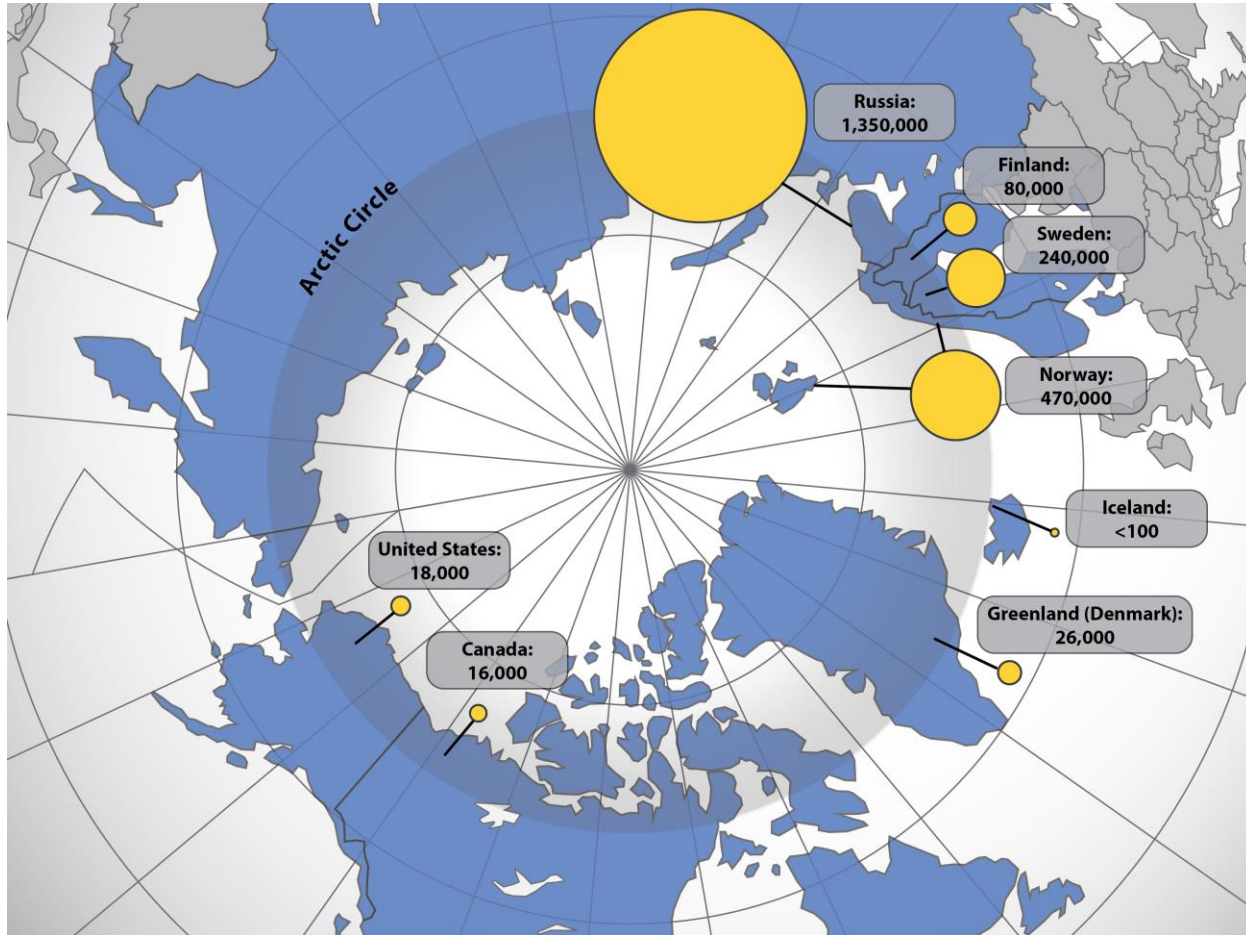 Russia:
1,350,000
Finland:
80,000
Arctic Circle
Sweden:
240,000
Norway:
470,000
Iceland:
<100
United States:
18,000
Greenland (Denmark):
26,000
Canada:
16,000